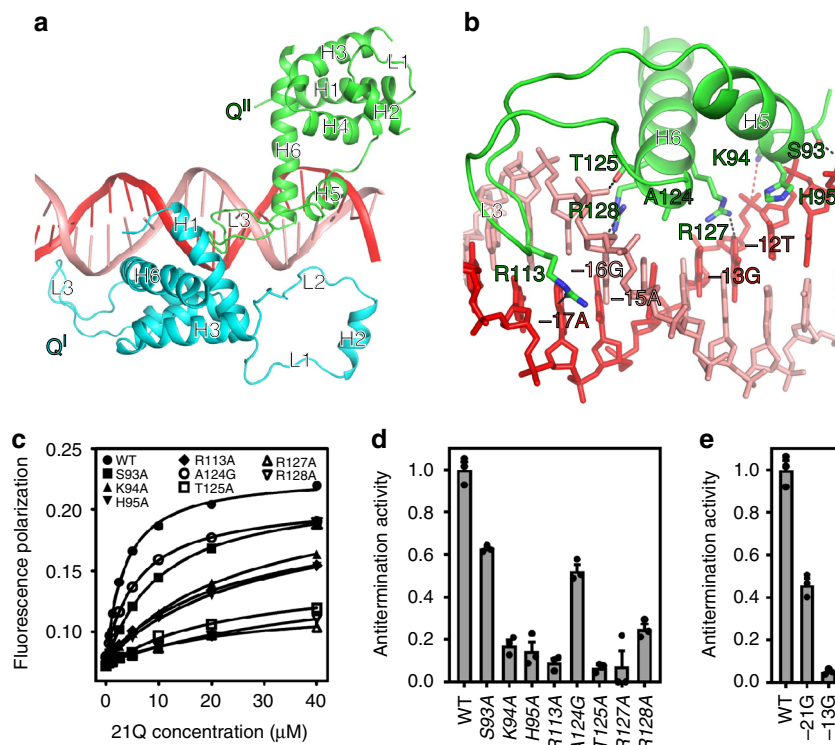 a
H3
L1
H1
Qᴵᴵ
H2
H4
H6
H5
H1
L3
L3
H6
L2
H3
H2
Qᴵ
L1
b
H5
H6
S93
T125
K94
A124
H95
L3
R128
R127
–12T
R113
–16G
–13G
–15A
–17A
c
0.25
0.20
0.15
0.10
Fluorescence polarization
WT
S93A
K94A
H95A
R113A
A124G
T125A
R127A
R128A
0 10 20 30 40
21Q concentration (μM)
d
1.0
0.8
0.6
0.4
0.2
0.0
Antitermination activity
WT
S93A
K94A
H95A
R113A
A124G
T125A
R127A
R128A
e
1.0
0.8
0.6
0.4
0.2
0.0
Antitermination activity
WT
–21G
–13G